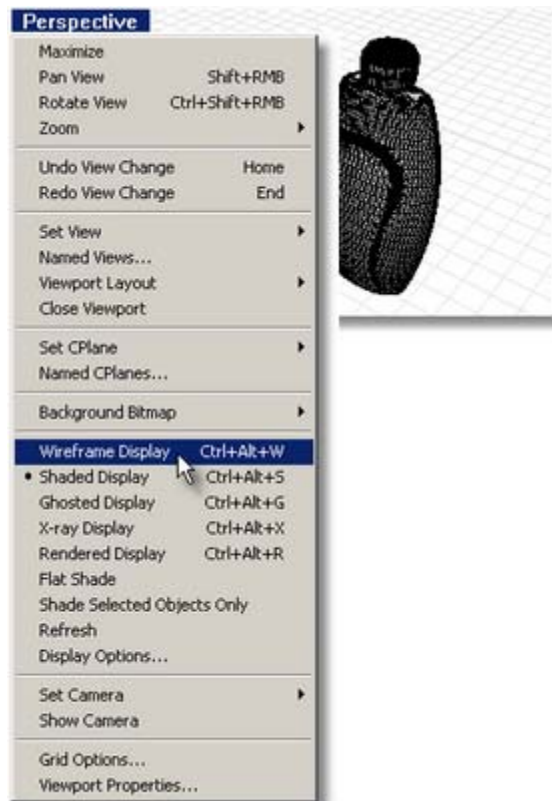 Perspective
Maximize
Pan View Shift+RMB
Rotate View Ctrl+Shift+RMB
Zoom
Undo View Change Home
Redo View Change End
Set View
Named Views...
Viewport Layout
Close Viewport
Set CPlane
Named CPlanes...
Background Bitmap
Wireframe Display Ctrl+Alt+W
Shaded Display Ctrl+Alt+S
Ghosted Display Ctrl+Alt+G
X-ray Display Ctrl+Alt+X
Rendered Display Ctrl+Alt+R
Flat Shade
Shade Selected Objects Only
Refresh
Display Options...
Set Camera
Show Camera
Grid Options...
Viewport Properties...